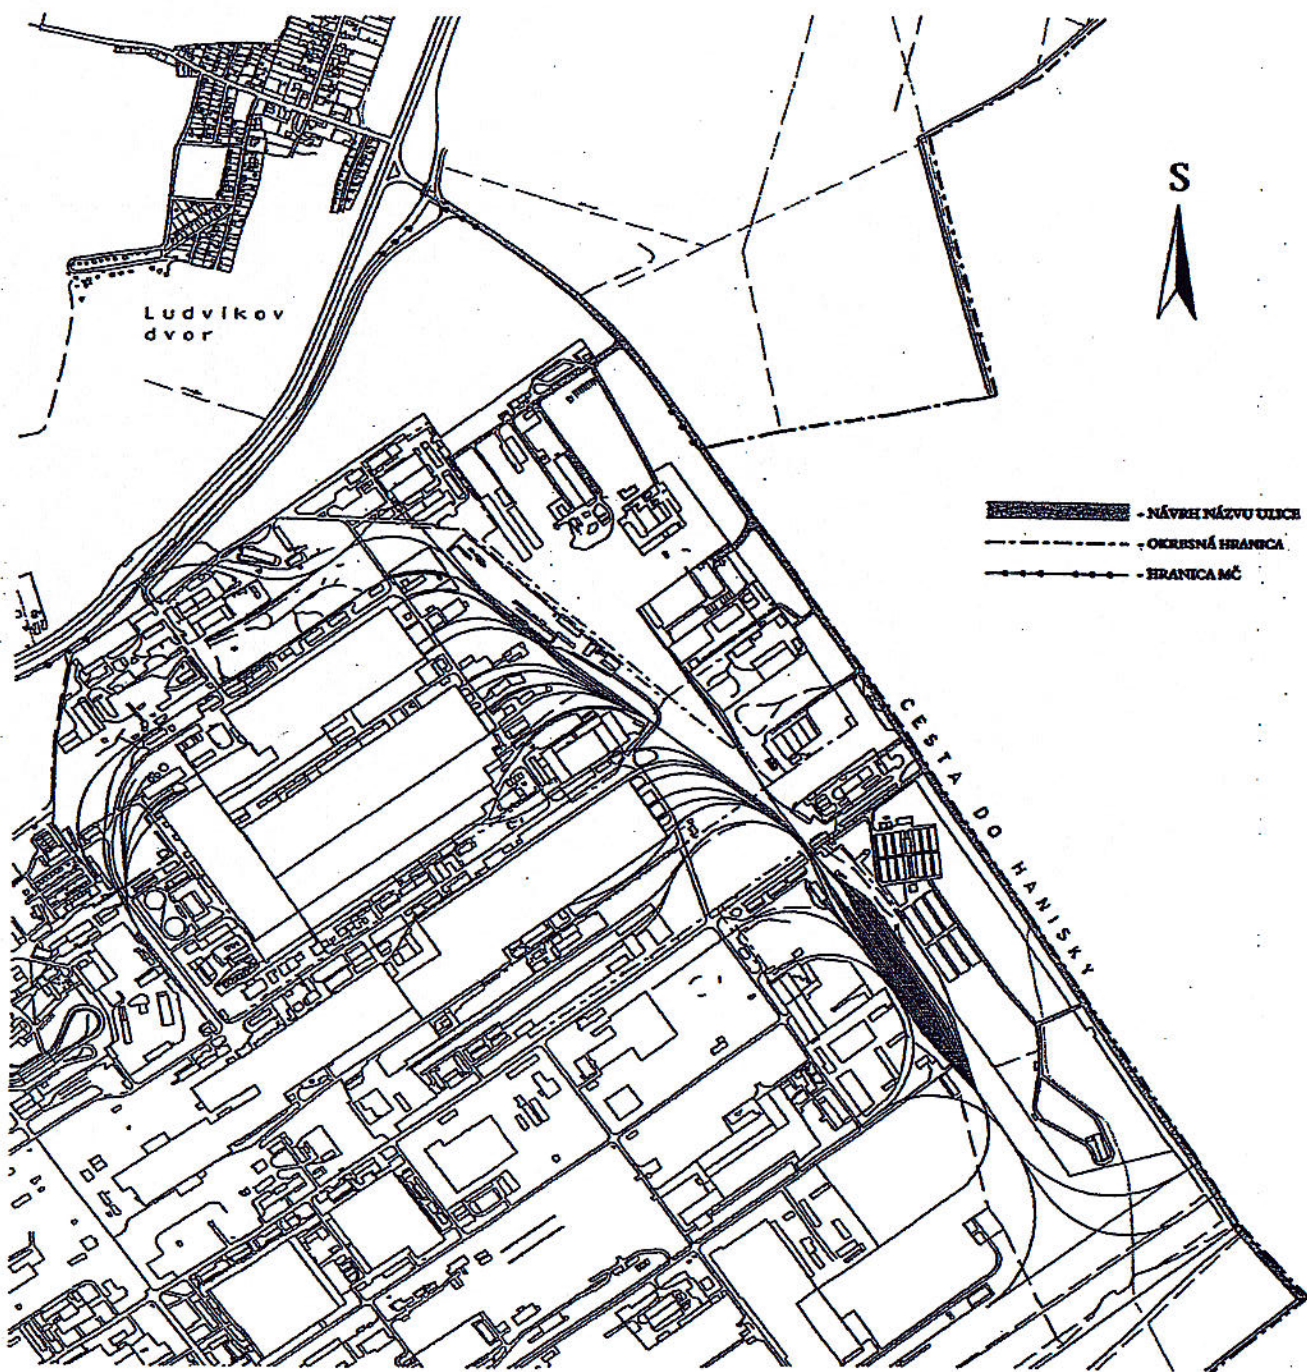 S
Ludvíkov
dvor
- NÁVRH NÁZVU ULICE
- OKRESNÁ HRANICA
- HRANICA MČ
CESTA DO HANISKY